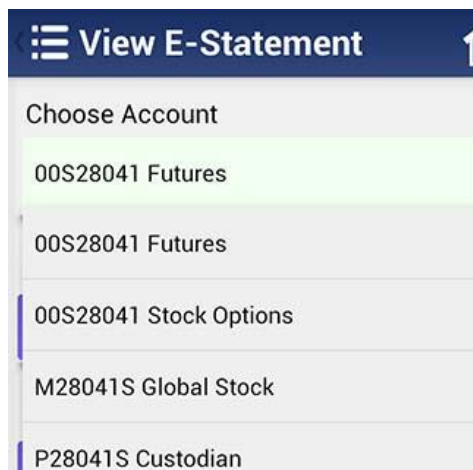 View E-Statement
Choose Account
00S28041 Futures
00S28041 Futures
00S28041 Stock Options
M28041S Global Stock
P28041S Custodian